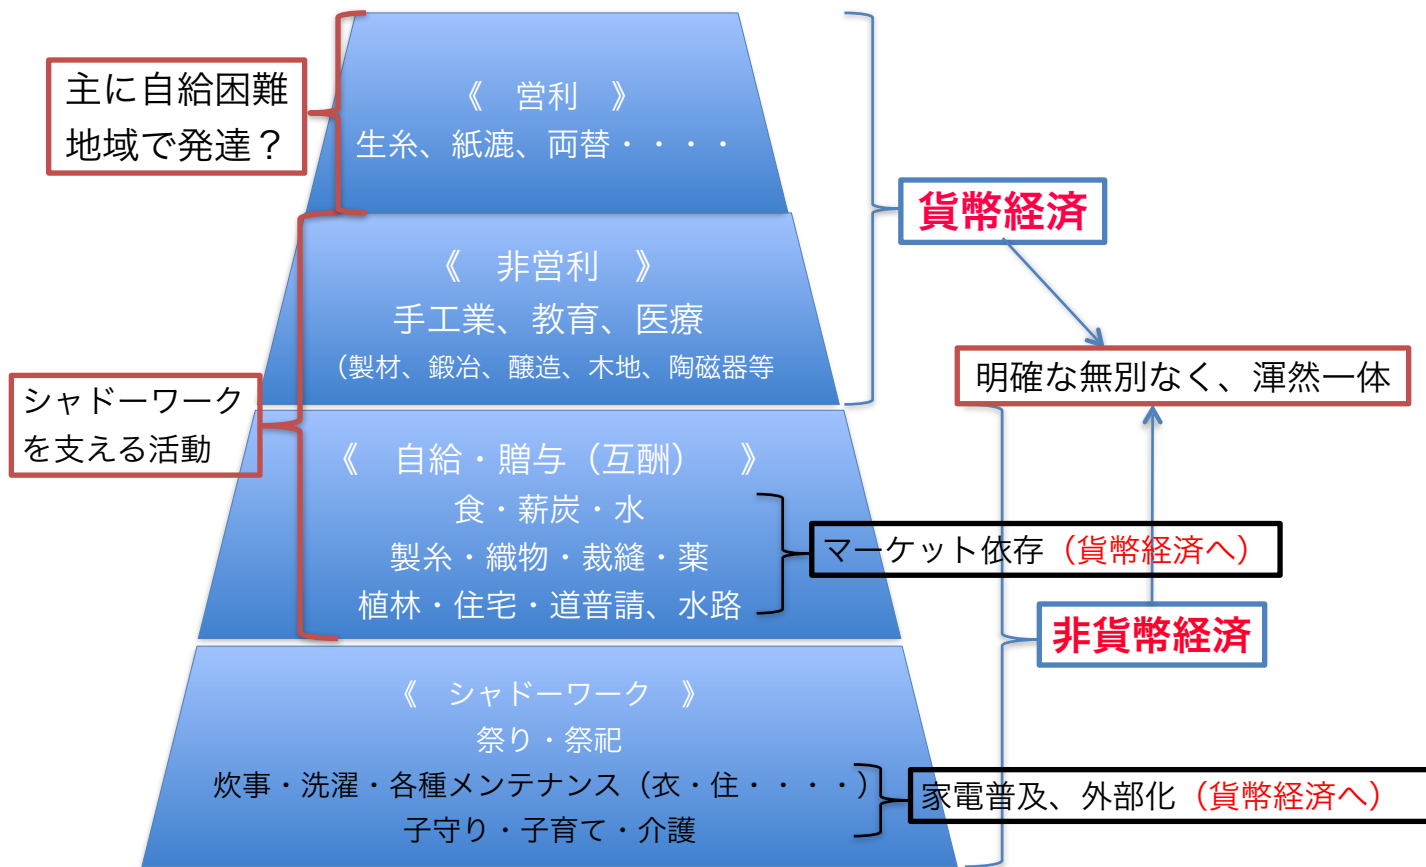 主に自給困難
地域で発達？
《　営利　》
生糸、紙漉、両替・・・・
貨幣経済
《　非営利　》
手工業、教育、医療
（製材、鍛冶、醸造、木地、陶磁器等
明確な無別なく、渾然一体
シャドーワーク
を支える活動
《　自給・贈与（互酬）　》
食・薪炭・水
製糸・織物・裁縫・薬
植林・住宅・道普請、水路
マーケット依存（貨幣経済へ）
非貨幣経済
《　シャドーワーク　》
祭り・祭祀
炊事・洗濯・各種メンテナンス（衣・住・・・・）
子守り・子育て・介護
家電普及、外部化（貨幣経済へ）